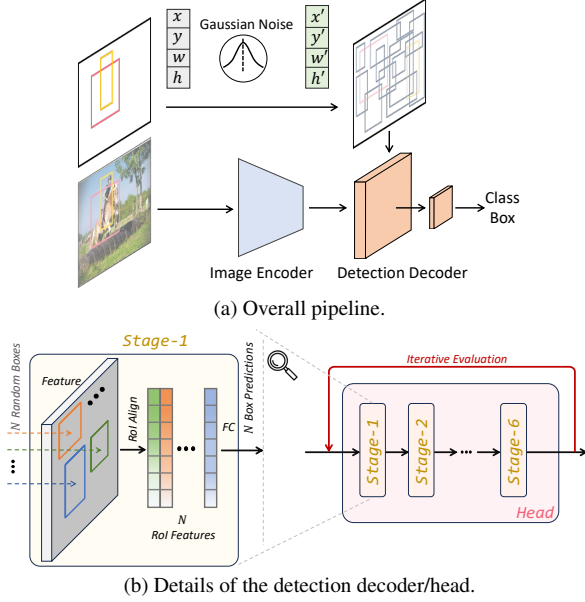 x
y
w
h
Gaussian Noise
x′
y′
w′
h′
Image Encoder
Detection Decoder
Class
Box
(a) Overall pipeline.
Stage-1
N Random Boxes
Feature
RoI Align
FC
N Box Predictions
N
RoI Features
Iterative Evaluation
Stage-1
Stage-2
Stage-6
Head
(b) Details of the detection decoder/head.